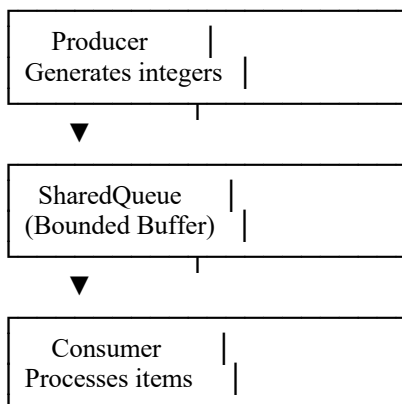 Producer
Generates integers
SharedQueue
(Bounded Buffer)
Consumer
Processes items